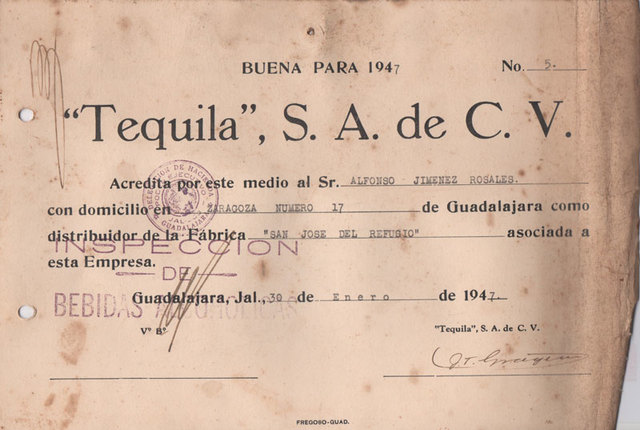 BUENA PARA 1947
No. 5.
"Tequila", S. A. de C. V.
Acredita por este medio al Sr. ALFONSO JIMENEZ ROSALES.
con domicilio en ZARAGOZA NUMERO 17 de Guadalajara como
distribuidor de la Fábrica "SAN JOSE DEL REFUGIO" asociada a
esta Empresa.
INSPECCION
DE
BEBIDAS ALCOHOLICAS
Guadalajara, Jal., 30 de Enero de 1947.
Vº Bº
"Tequila", S. A. de C. V.
FREGOSO-GUAD.